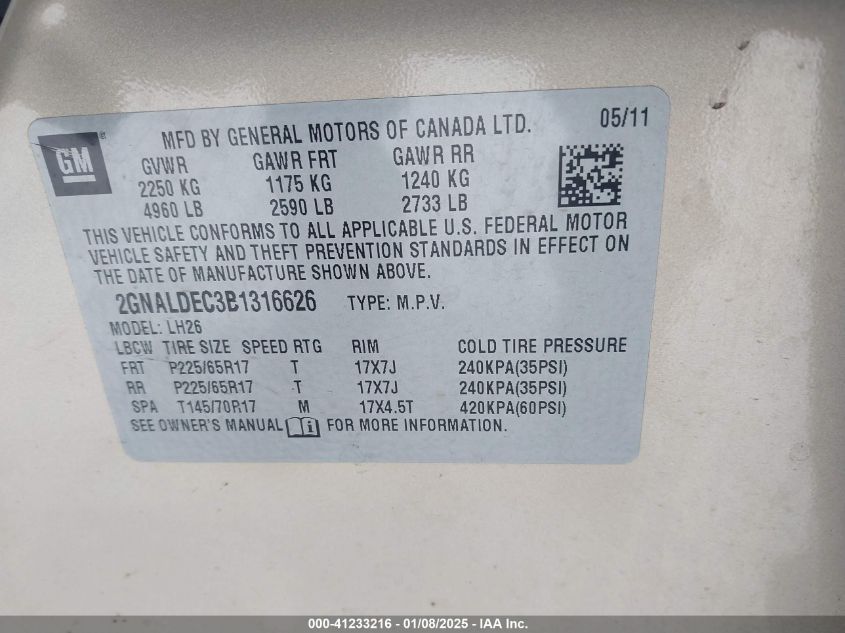 GM
MFD BY GENERAL MOTORS OF CANADA LTD. 05/11
GVWR GAWR FRT GAWR RR
2250 KG 1175 KG 1240 KG
4960 LB 2590 LB 2733 LB
THIS VEHICLE CONFORMS TO ALL APPLICABLE U.S. FEDERAL MOTOR
VEHICLE SAFETY AND THEFT PREVENTION STANDARDS IN EFFECT ON
THE DATE OF MANUFACTURE SHOWN ABOVE.
2GNALDEC3B1316626 TYPE: M.P.V.
MODEL: LH26
LBCW TIRE SIZE SPEED RTG RIM COLD TIRE PRESSURE
FRT P225/65R17 T 17X7J 240KPA(35PSI)
RR P225/65R17 T 17X7J 240KPA(35PSI)
SPA T145/70R17 M 17X4.5T 420KPA(60PSI)
SEE OWNER'S MANUAL i FOR MORE INFORMATION.
000-41233216 - 01/08/2025 - IAA Inc.